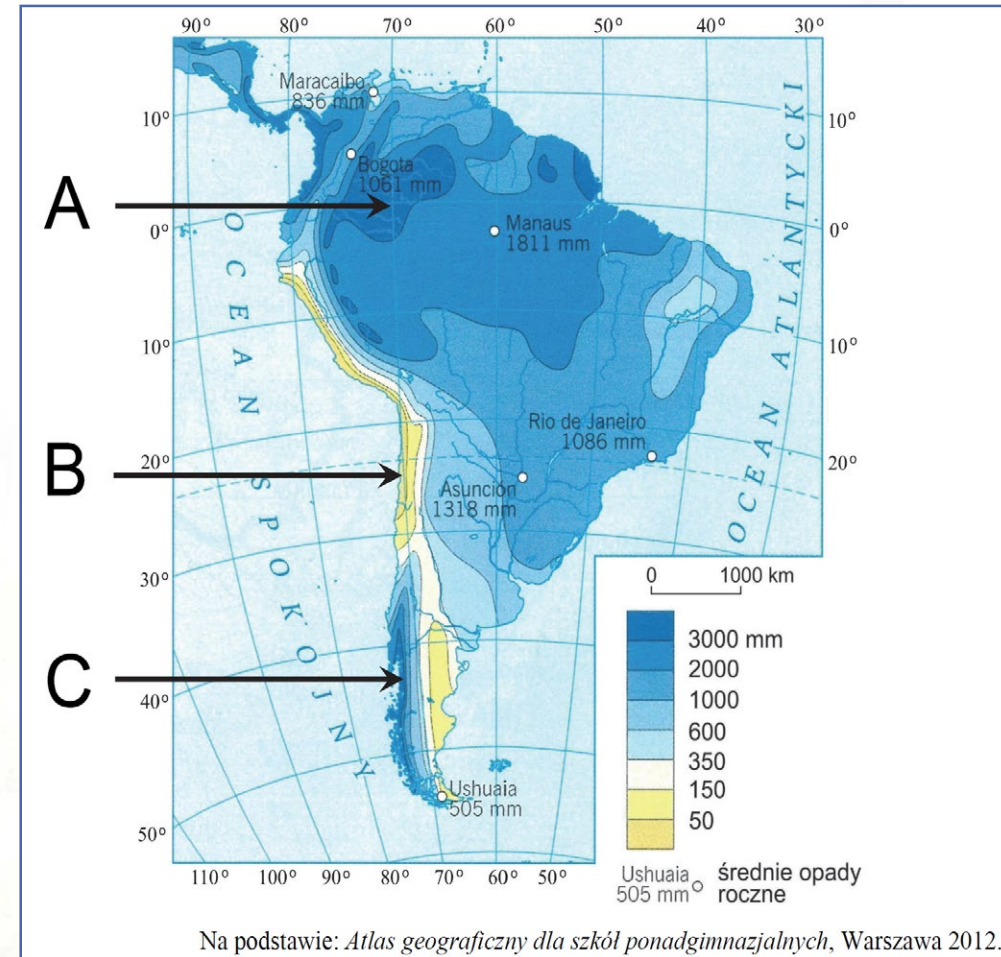 90° 80° 70° 60° 50° 40° 30°
A
B
C
Maracaibo
836 mm
Bogota
1061 mm
Manaus
1811 mm
Rio de Janeiro
1086 mm
Asunción
1318 mm
Ushuaia
505 mm
OCEAN SPOKOJNY
OCEAN ATLANTYCKI
10°
0°
10°
20°
30°
40°
50°
10°
0°
10°
20°
110° 100° 90° 80° 70° 60° 50°
0 1000 km
3000 mm
2000
1000
600
350
150
50
Ushuaia
505 mm
średnie opady
roczne
Na podstawie: Atlas geograficzny dla szkół ponadgimnazjalnych, Warszawa 2012.